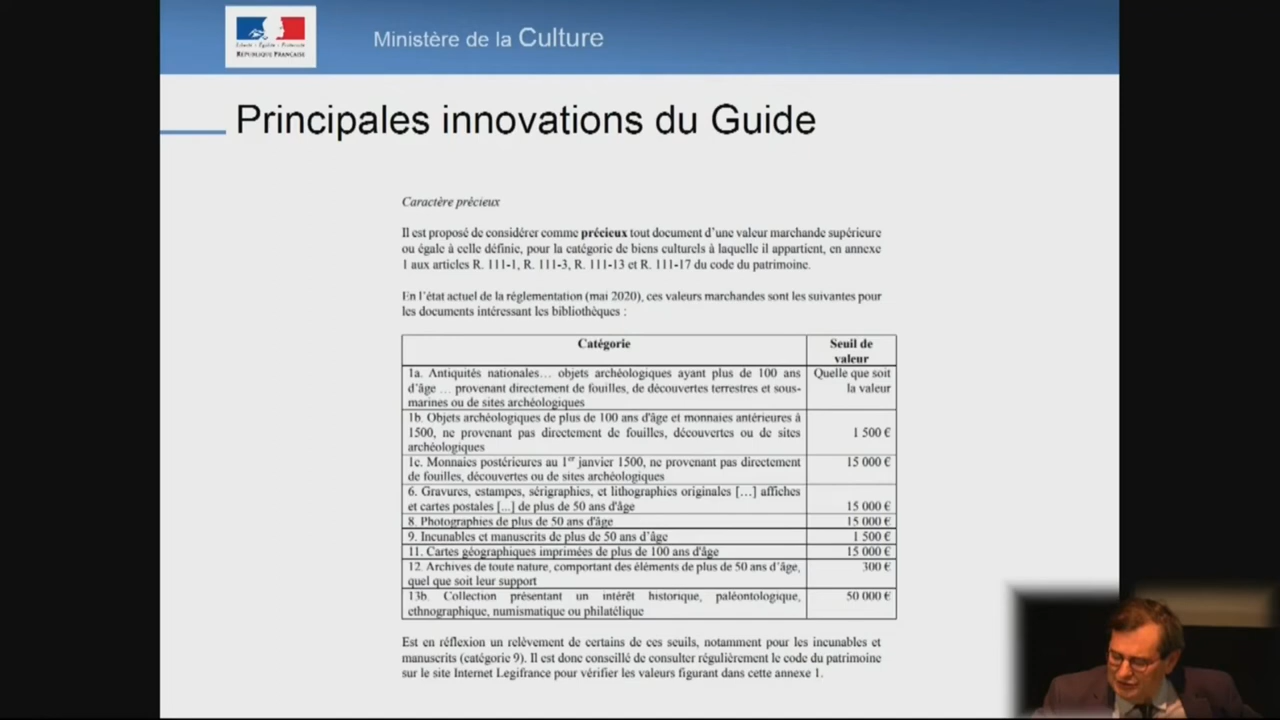 Liberté • Égalité • Fraternité
RÉPUBLIQUE FRANÇAISE
Ministère de la Culture
Principales innovations du Guide
Caractère précieux
Il est proposé de considérer comme précieux tout document d’une valeur marchande supérieure
ou égale à celle définie, pour la catégorie de biens culturels à laquelle il appartient, en annexe
1 aux articles R. 111-1, R. 111-3, R. 111-13 et R. 111-17 du code du patrimoine.
En l’état actuel de la réglementation (mai 2020), ces valeurs marchandes sont les suivantes pour
les documents intéressant les bibliothèques :
Catégorie
Seuil de
valeur
1a. Antiquités nationales… objets archéologiques ayant plus de 100 ans
d’âge … provenant directement de fouilles, de découvertes terrestres et sous-
marines ou de sites archéologiques
Quelle que soit
la valeur
1b. Objets archéologiques de plus de 100 ans d'âge et monnaies antérieures à
1500, ne provenant pas directement de fouilles, découvertes ou de sites
archéologiques
1 500 €
1c. Monnaies postérieures au 1er janvier 1500, ne provenant pas directement
de fouilles, découvertes ou de sites archéologiques
15 000 €
6. Gravures, estampes, sérigraphies, et lithographies originales […] affiches
et cartes postales [...] de plus de 50 ans d'âge
15 000 €
8. Photographies de plus de 50 ans d'âge
15 000 €
9. Incunables et manuscrits de plus de 50 ans d’âge
1 500 €
11. Cartes géographiques imprimées de plus de 100 ans d'âge
15 000 €
12. Archives de toute nature, comportant des éléments de plus de 50 ans d’âge,
quel que soit leur support
300 €
13b. Collection présentant un intérêt historique, paléontologique,
ethnographique, numismatique ou philatélique
50 000 €
Est en réflexion un relèvement de certains de ces seuils, notamment pour les incunables et
manuscrits (catégorie 9). Il est donc conseillé de consulter régulièrement le code du patrimoine
sur le site Internet Legifrance pour vérifier les valeurs figurant dans cette annexe 1.